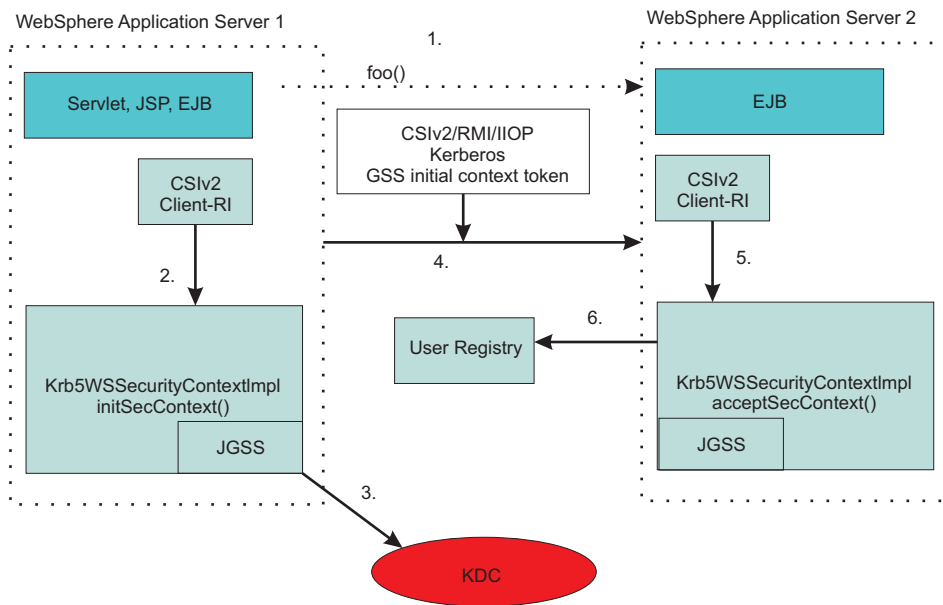 WebSphere Application Server 1
WebSphere Application Server 2
1.
foo()
Servlet, JSP, EJB
EJB
CSIv2/RMI/IIOP
Kerberos
GSS initial context token
CSIv2
Client-RI
CSIv2
Client-RI
2.
4.
5.
6.
User Registry
Krb5WSSecurityContextImpl
initSecContext()
JGSS
Krb5WSSecurityContextImpl
acceptSecContext()
JGSS
3.
KDC